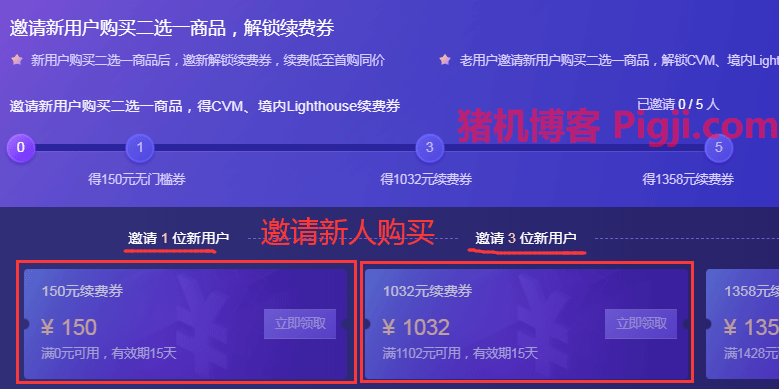 邀请新用户购买二选一商品，解锁续费券
新用户购买二选一商品后，邀新解锁续费券，续费低至首购同价
老用户邀请新用户购买二选一商品，解锁CVM、境内Light
邀请新用户购买二选一商品，得CVM、境内Lighthouse续费券
已邀请 0 / 5 人
猪机博客 Pigji.com
0 1 3 5
得150元无门槛券 得1032元续费券 得1358元续费券
邀请 1 位新用户 邀请新人购买 邀请 3 位新用户
150元续费券 1032元续费券 1358元续费
¥ 150 立即领取 ¥ 1032 立即领取 ¥ 135
满0元可用，有效期15天 满1102元可用，有效期15天 满1428元